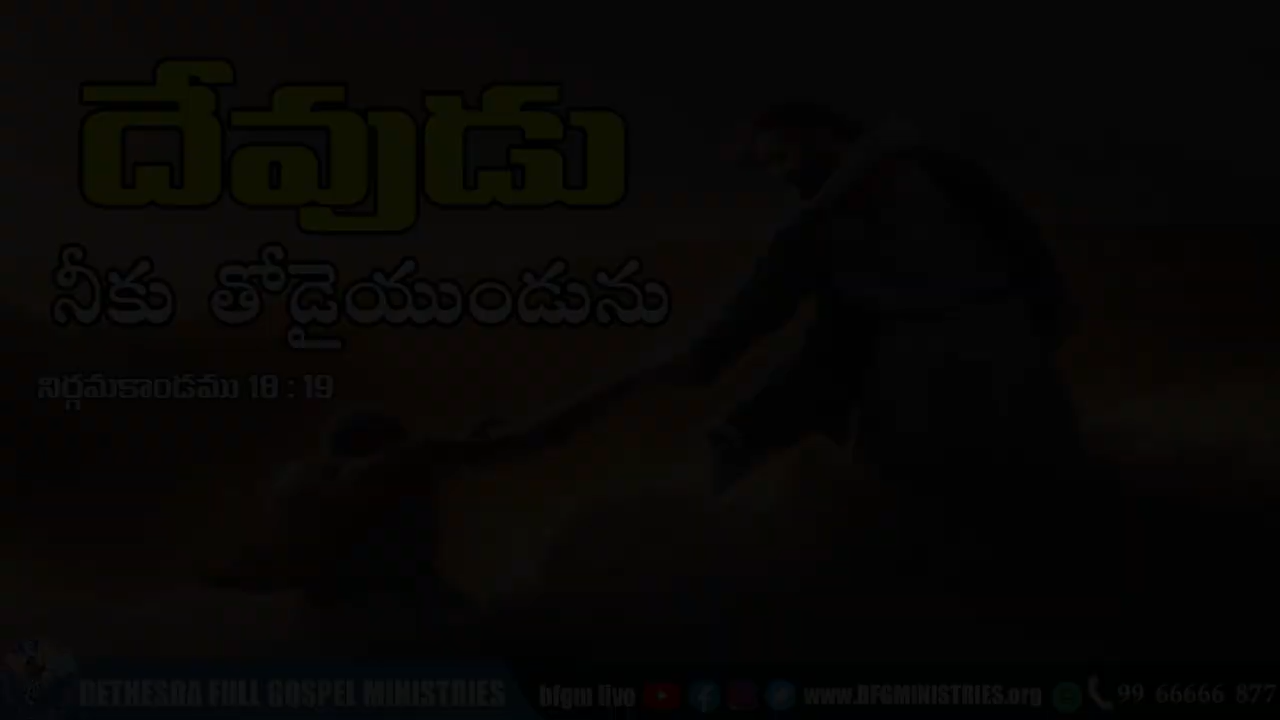 దేవుడు
నీకు తోడైయుండును
నిర్గమకాండము 18 : 19
BETHESDA FULL GOSPEL MINISTRIES bfgm live www.BFGMINISTRIES.org 99 66666 877